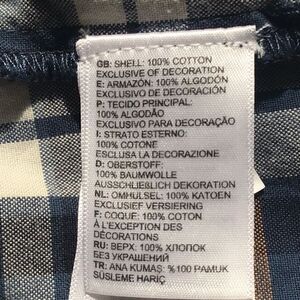 GB: SHELL: 100% COTTON
EXCLUSIVE OF DECORATION
E: ARMAZÓN: 100% ALGODÓN
EXCLUSIVO DE DECORACIÓN
P: TECIDO PRINCIPAL:
100% ALGODÃO
EXCLUSIVO PARA DECORAÇÃO
I: STRATO ESTERNO:
100% COTONE
ESCLUSA LA DECORAZIONE
D: OBERSTOFF:
100% BAUMWOLLE
AUSSCHLIEßLICH DEKORATION
NL: OMHULSEL: 100% KATOEN
EXCLUSIEF VERSIERING
F: COQUE: 100% COTON
À L'EXCEPTION DES
DÉCORATIONS
RU: ВЕРХ: 100% ХЛОПОК
БЕЗ УКРАШЕНИЙ
TR: ANA KUMAS: %100 PAMUK
SÜSLEME HARİÇ